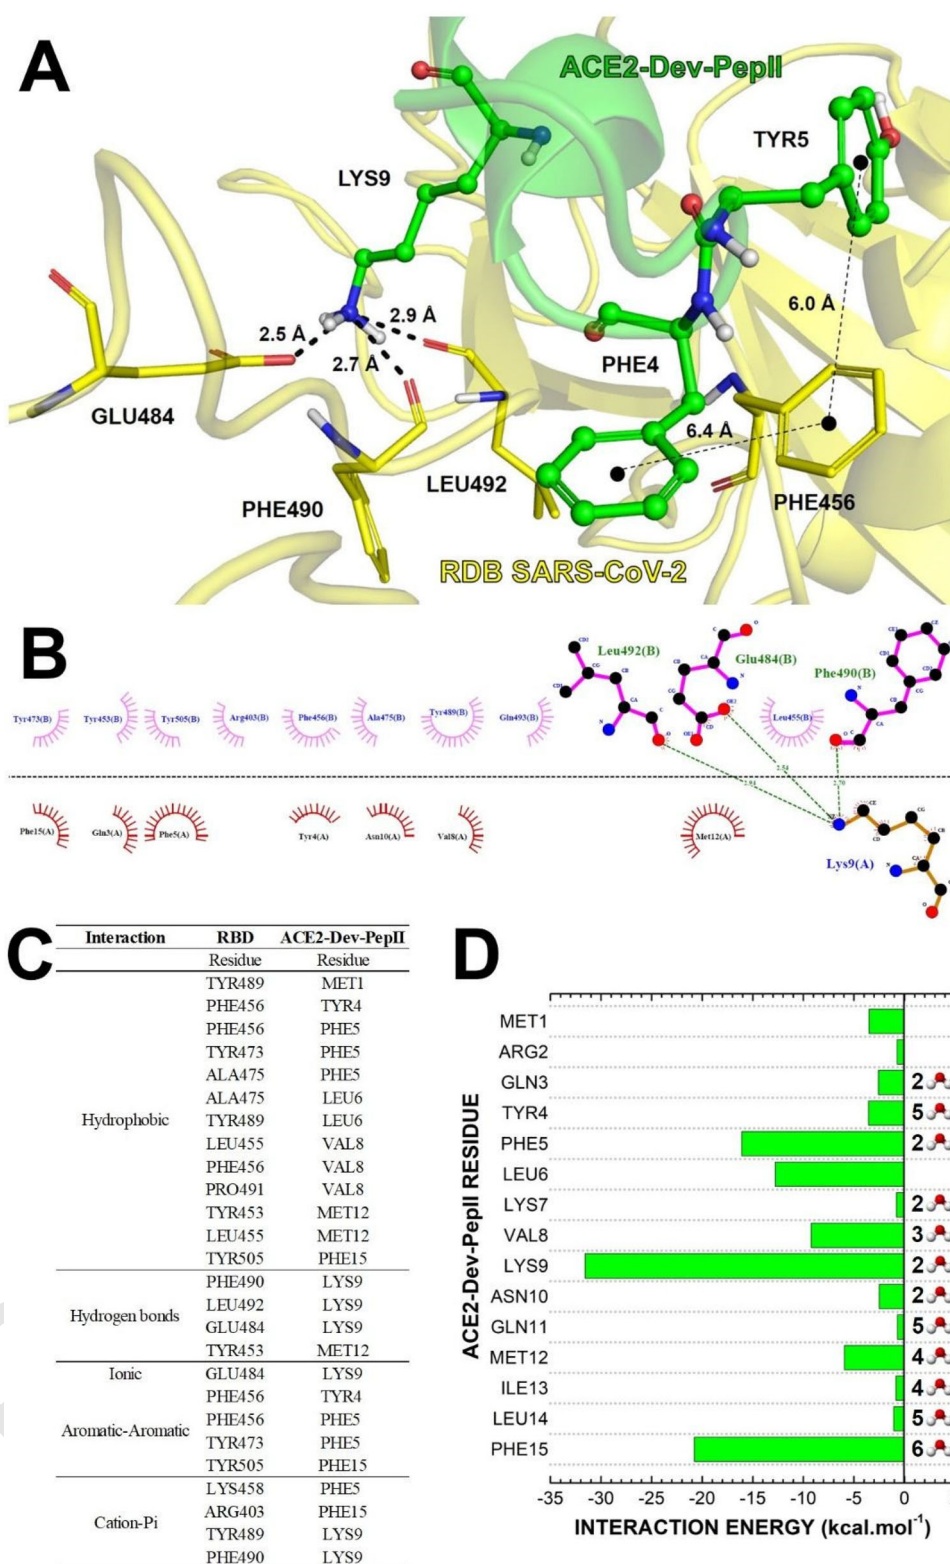 A
ACE2-Dev-PepII
TYR5
LYS9
2.9 Å
2.5 Å
2.7 Å
6.0 Å
PHE4
GLU484
6.4 Å
LEU492
PHE490
PHE456
RDB SARS-CoV-2
B
Leu492(B)
Glu484(B)
Phe490(B)
Tyr473(B) Tyr453(B) Tyr505(B) Arg403(B) Phe456(B) Ala475(B) Tyr489(B) Gln493(B) Leu455(B)
2.94 2.54 2.70
Phe15(A) Gln3(A) Phe5(A) Tyr4(A) Asn10(A) Val8(A) Met12(A)
Lys9(A)
C
Interaction RBD ACE2-Dev-PepII
Residue Residue
Hydrophobic
TYR489 MET1
PHE456 TYR4
PHE456 PHE5
TYR473 PHE5
ALA475 PHE5
ALA475 LEU6
TYR489 LEU6
LEU455 VAL8
PHE456 VAL8
PRO491 VAL8
TYR453 MET12
LEU455 MET12
TYR505 PHE15
Hydrogen bonds
PHE490 LYS9
LEU492 LYS9
GLU484 LYS9
TYR453 MET12
Ionic GLU484 LYS9
Aromatic-Aromatic
PHE456 TYR4
PHE456 PHE5
TYR473 PHE5
TYR505 PHE15
Cation-Pi
LYS458 PHE5
ARG403 PHE15
TYR489 LYS9
PHE490 LYS9
D
ACE2-Dev-PepII RESIDUE
MET1
ARG2
GLN3 2
TYR4 5
PHE5 2
LEU6
LYS7 2
VAL8 3
LYS9 2
ASN10 2
GLN11 5
MET12 4
ILE13 4
LEU14 5
PHE15 6
-35 -30 -25 -20 -15 -10 -5 0
INTERACTION ENERGY (kcal.mol-1)